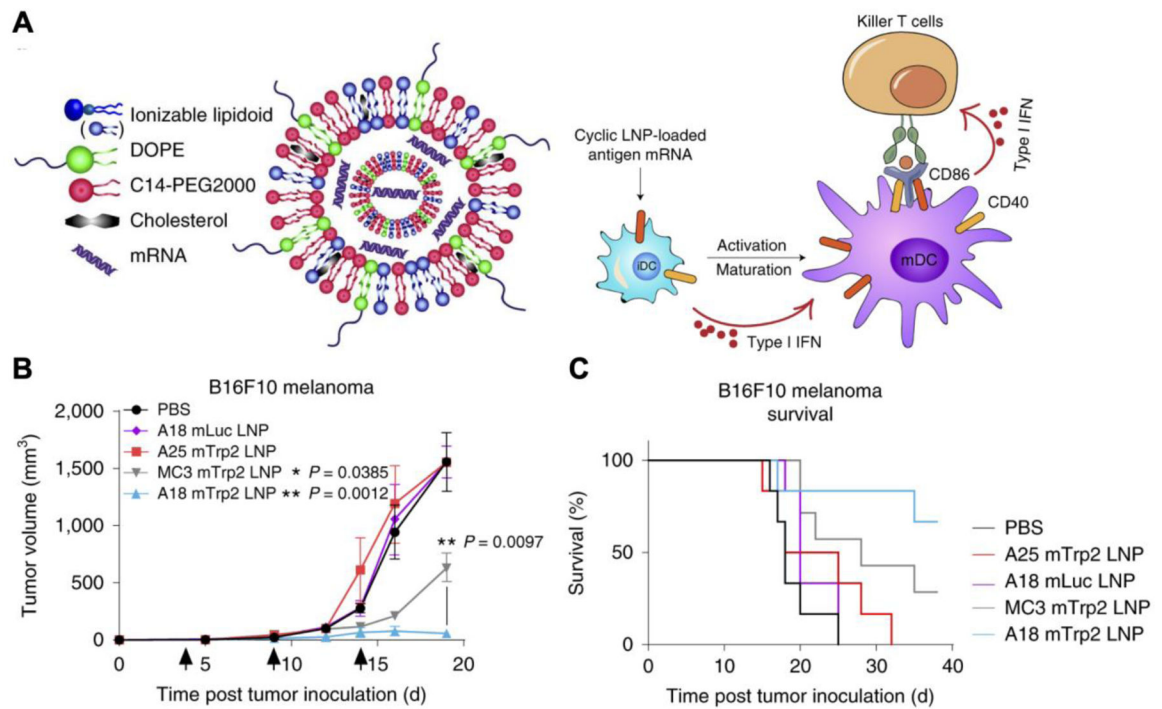 A
Ionizable lipidoid
( )
DOPE
C14-PEG2000
Cholesterol
mRNA
Cyclic LNP-loaded
antigen mRNA
iDC
Activation
Maturation
Type I IFN
Killer T cells
Type I IFN
CD86
CD40
mDC
B
B16F10 melanoma
PBS
A18 mLuc LNP
A25 mTrp2 LNP
MC3 mTrp2 LNP * P = 0.0385
A18 mTrp2 LNP ** P = 0.0012
** P = 0.0097
Tumor volume (mm³)
2,000
1,500
1,000
500
0
0 5 10 15 20
Time post tumor inoculation (d)
C
B16F10 melanoma
survival
Survival (%)
100
50
0
0 10 20 30 40
Time post tumor inoculation (d)
PBS
A25 mTrp2 LNP
A18 mLuc LNP
MC3 mTrp2 LNP
A18 mTrp2 LNP